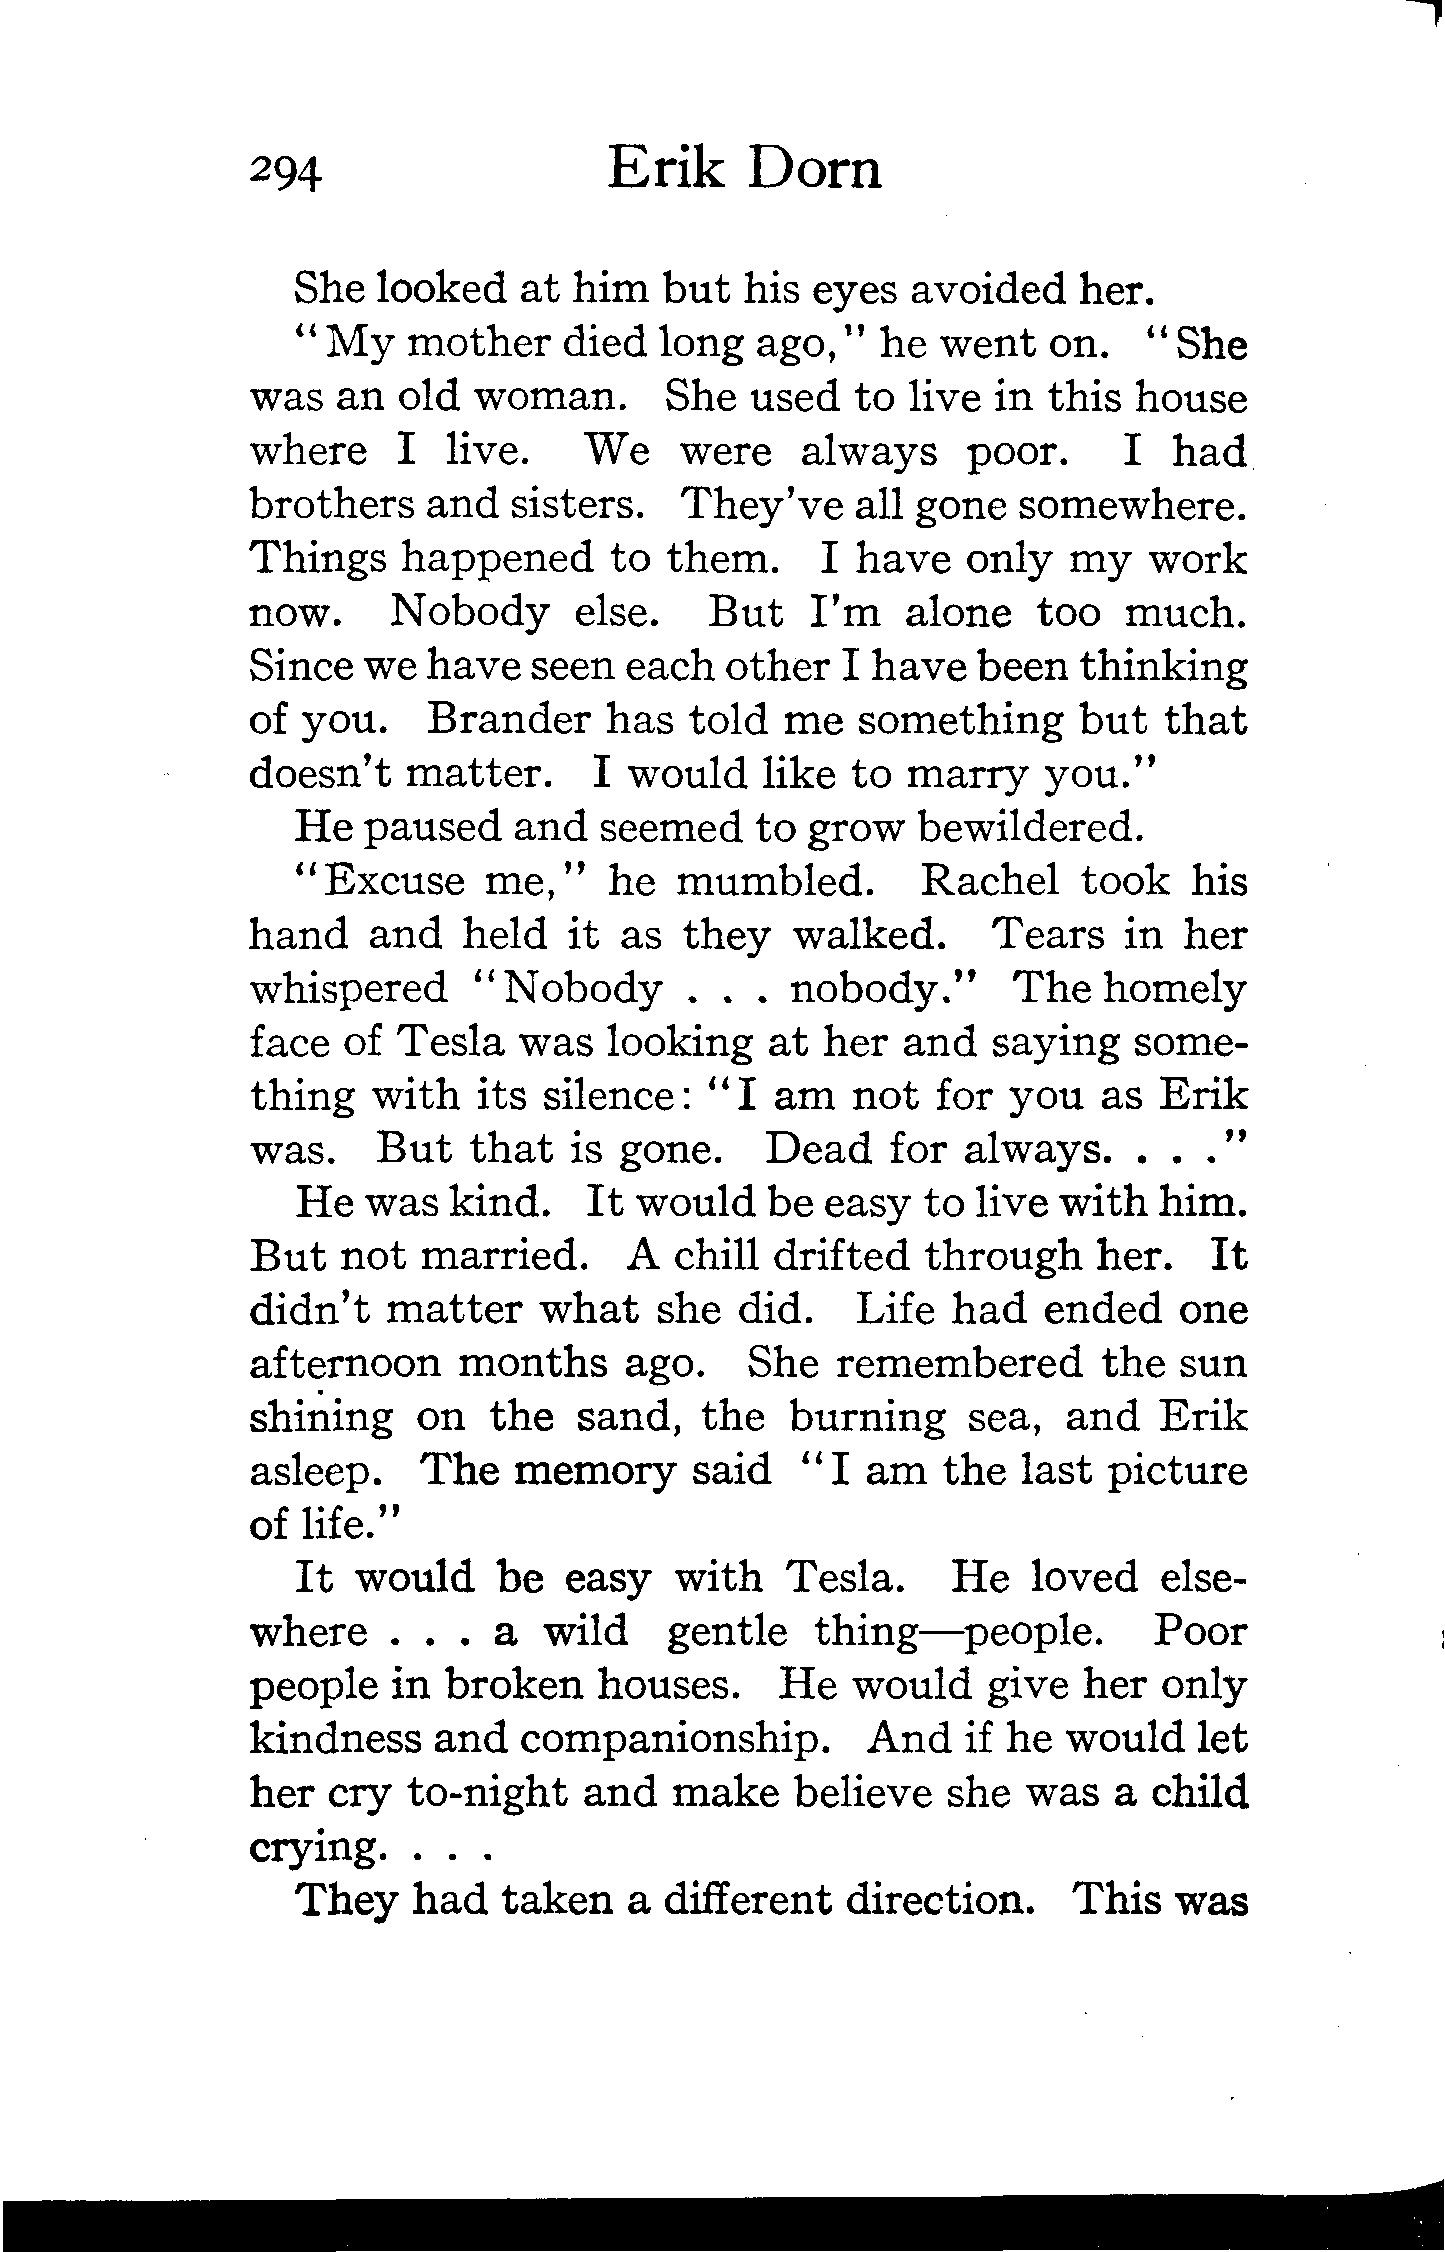 294 Erik Dorn
She looked at him but his eyes avoided her.
"My mother died long ago," he went on. "She
was an old woman. She used to live in this house
where I live. We were always poor. I had
brothers and sisters. They've all gone somewhere.
Things happened to them. I have only my work
now. Nobody else. But I'm alone too much.
Since we have seen each other I have been thinking
of you. Brander has told me something but that
doesn't matter. I would like to marry you."
He paused and seemed to grow bewildered.
"Excuse me," he mumbled. Rachel took his
hand and held it as they walked. Tears in her
whispered "Nobody . . . nobody." The homely
face of Tesla was looking at her and saying some-
thing with its silence: "I am not for you as Erik
was. But that is gone. Dead for always. . . ."
He was kind. It would be easy to live with him.
But not married. A chill drifted through her. It
didn't matter what she did. Life had ended one
afternoon months ago. She remembered the sun
shining on the sand, the burning sea, and Erik
asleep. The memory said "I am the last picture
of life."
It would be easy with Tesla. He loved else-
where . . . a wild gentle thing—people. Poor
people in broken houses. He would give her only
kindness and companionship. And if he would let
her cry to-night and make believe she was a child
crying. . . .
They had taken a different direction. This was